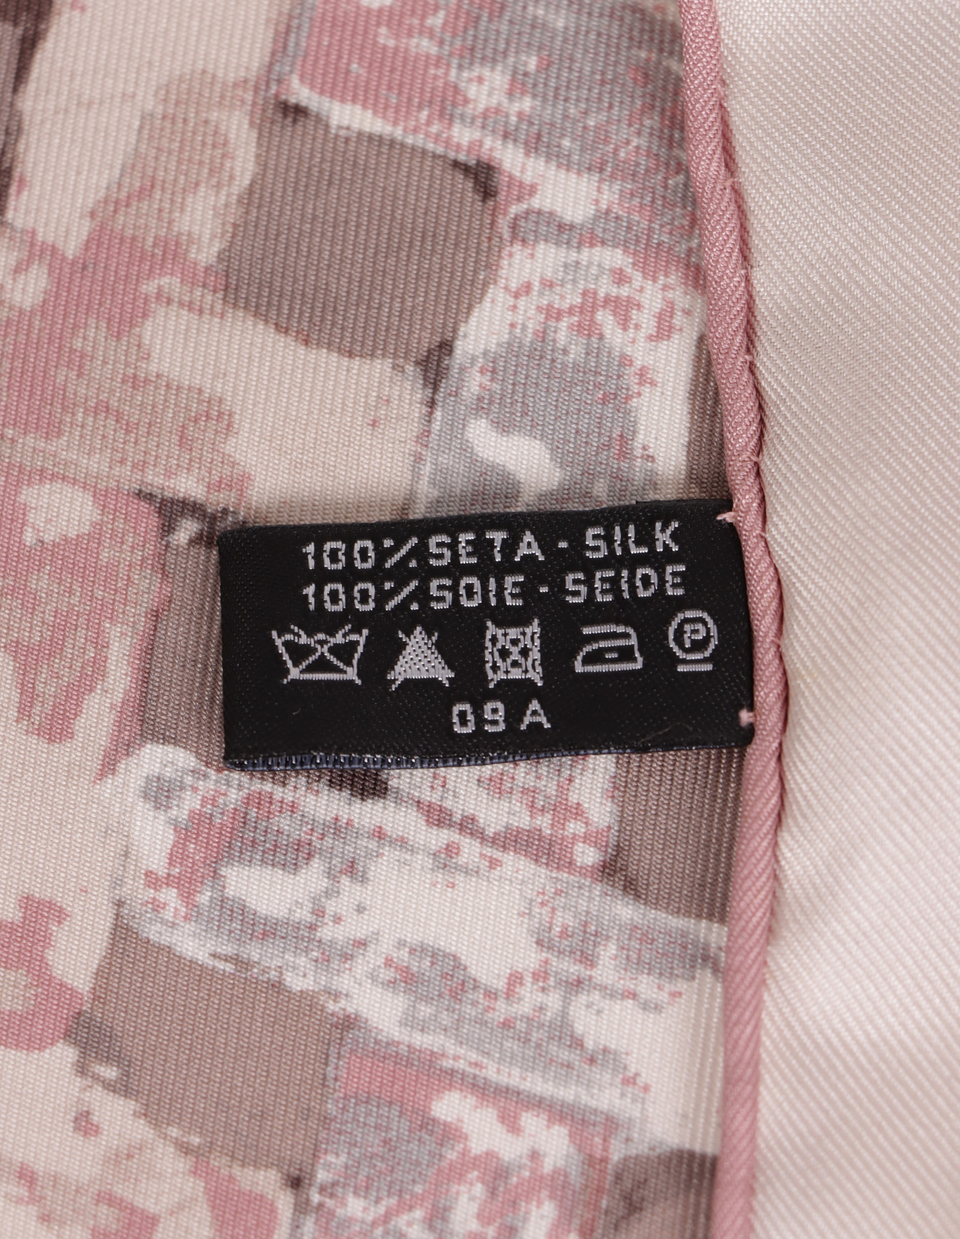 100% SETA - SILK
100% SOIE - SEIDE
P
09A